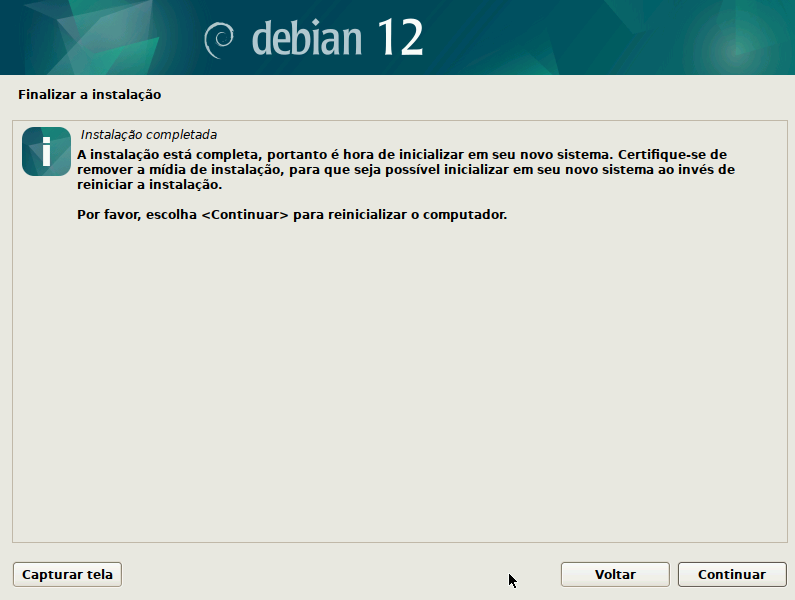 debian 12
Finalizar a instalação
Instalação completada
A instalação está completa, portanto é hora de inicializar em seu novo sistema. Certifique-se de
remover a mídia de instalação, para que seja possível inicializar em seu novo sistema ao invés de
reiniciar a instalação.
Por favor, escolha <Continuar> para reinicializar o computador.
Capturar tela
Voltar
Continuar